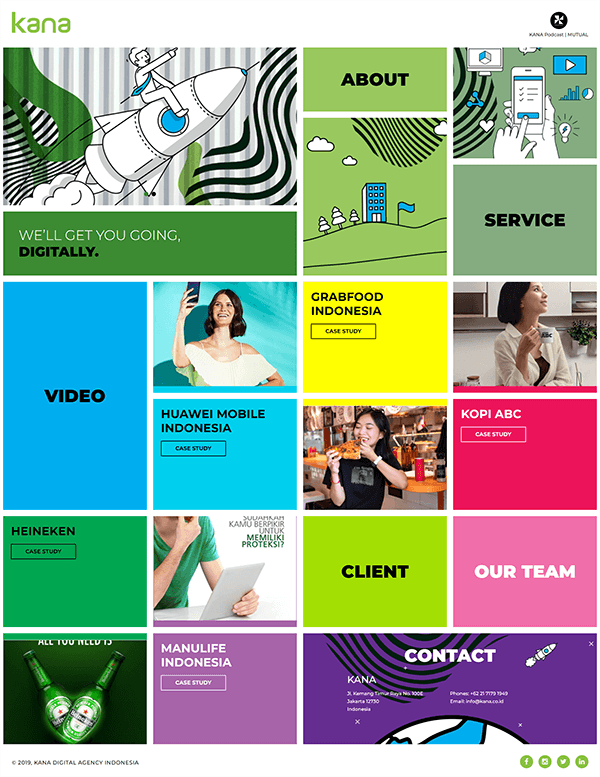 kana
KANA Podcast | MUTUAL
ABOUT
SERVICE
WE'LL GET YOU GOING,
DIGITALLY.
VIDEO
HUAWEI MOBILE
INDONESIA
CASE STUDY
GRABFOOD
INDONESIA
CASE STUDY
ABC
KOPI ABC
CASE STUDY
HEINEKEN
CASE STUDY
SUDAHKAH
KAMU BERPIKIR
UNTUK
MEMILIKI
PROTEKSI?
CLIENT
OUR TEAM
ALL YOU NEED IS
Heineken
MANULIFE
INDONESIA
CASE STUDY
CONTACT
KANA
Jl. Kemang Timur Raya No. 100E
Jakarta 12730
Indonesia
Phones: +62 21 7179 1949
Email: info@kana.co.id
© 2019, KANA DIGITAL AGENCY INDONESIA